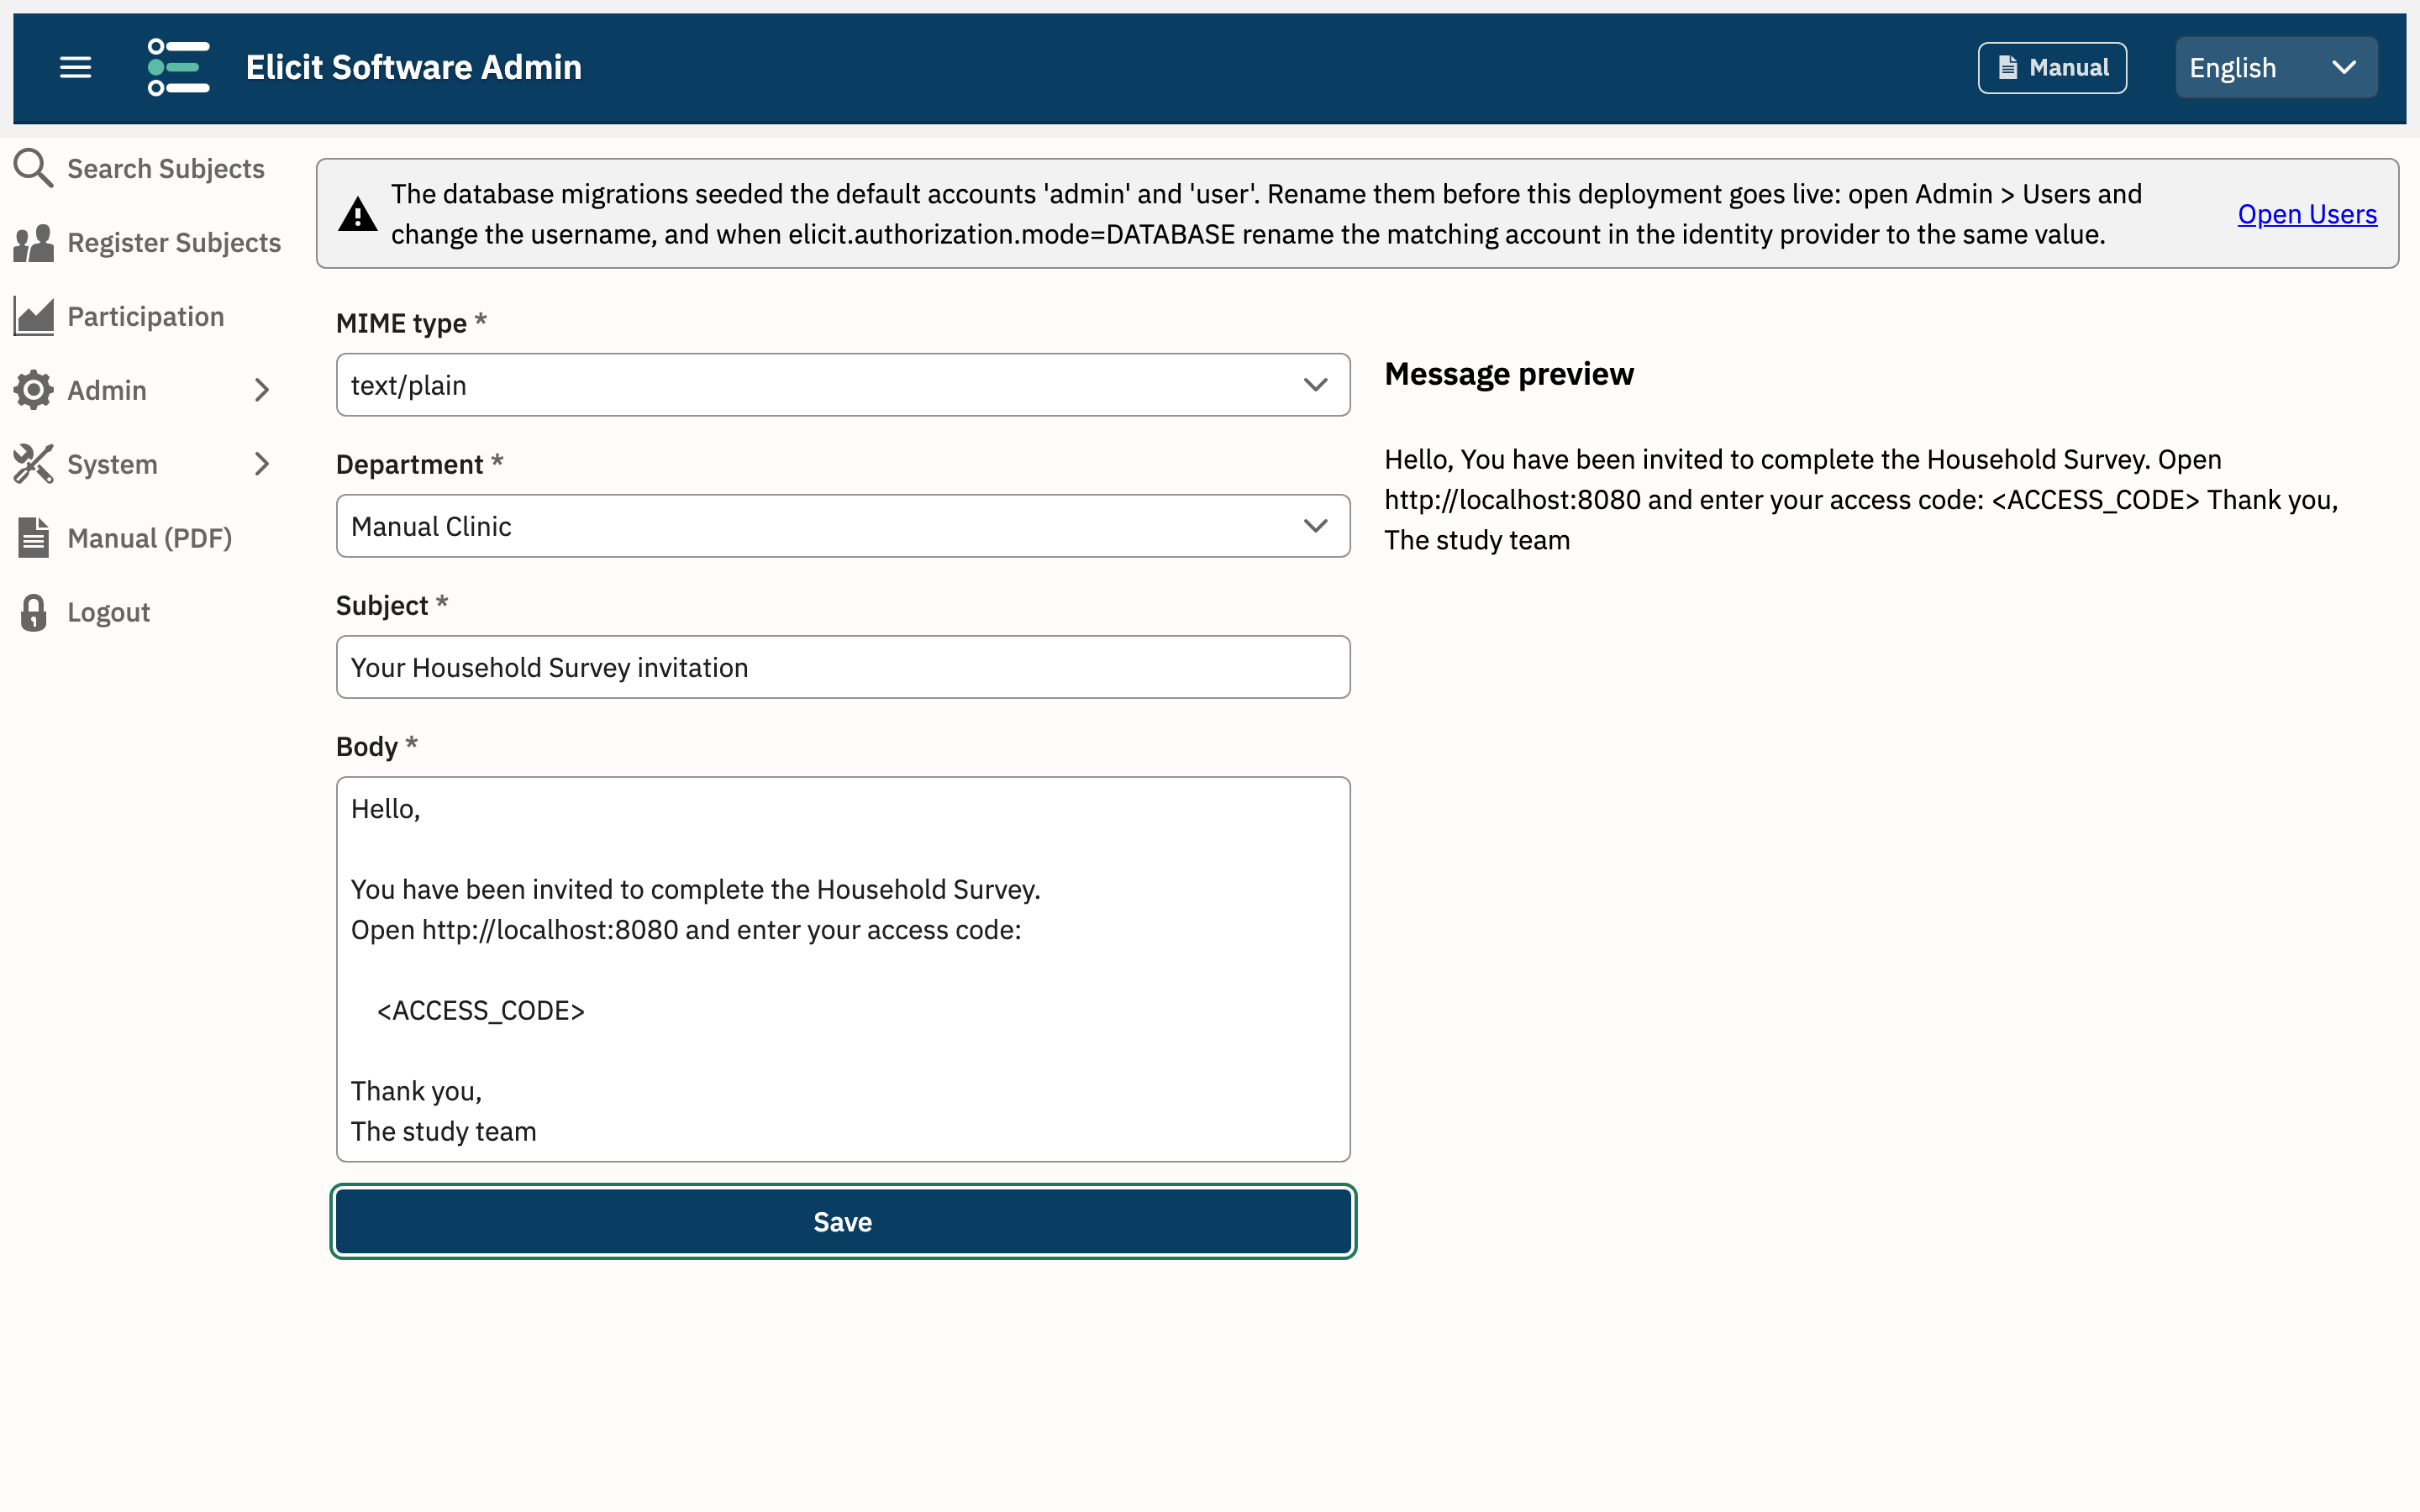 Elicit Software Admin
Manual
English
Search Subjects
Register Subjects
Participation
Admin
System
Manual (PDF)
Logout
The database migrations seeded the default accounts 'admin' and 'user'. Rename them before this deployment goes live: open Admin > Users and
change the username, and when elicit.authorization.mode=DATABASE rename the matching account in the identity provider to the same value.
Open Users
MIME type *
text/plain
Department *
Manual Clinic
Subject *
Your Household Survey invitation
Body *
Hello,
You have been invited to complete the Household Survey.
Open http://localhost:8080 and enter your access code:
<ACCESS_CODE>
Thank you,
The study team
Save
Message preview
Hello, You have been invited to complete the Household Survey. Open
http://localhost:8080 and enter your access code: <ACCESS_CODE> Thank you,
The study team